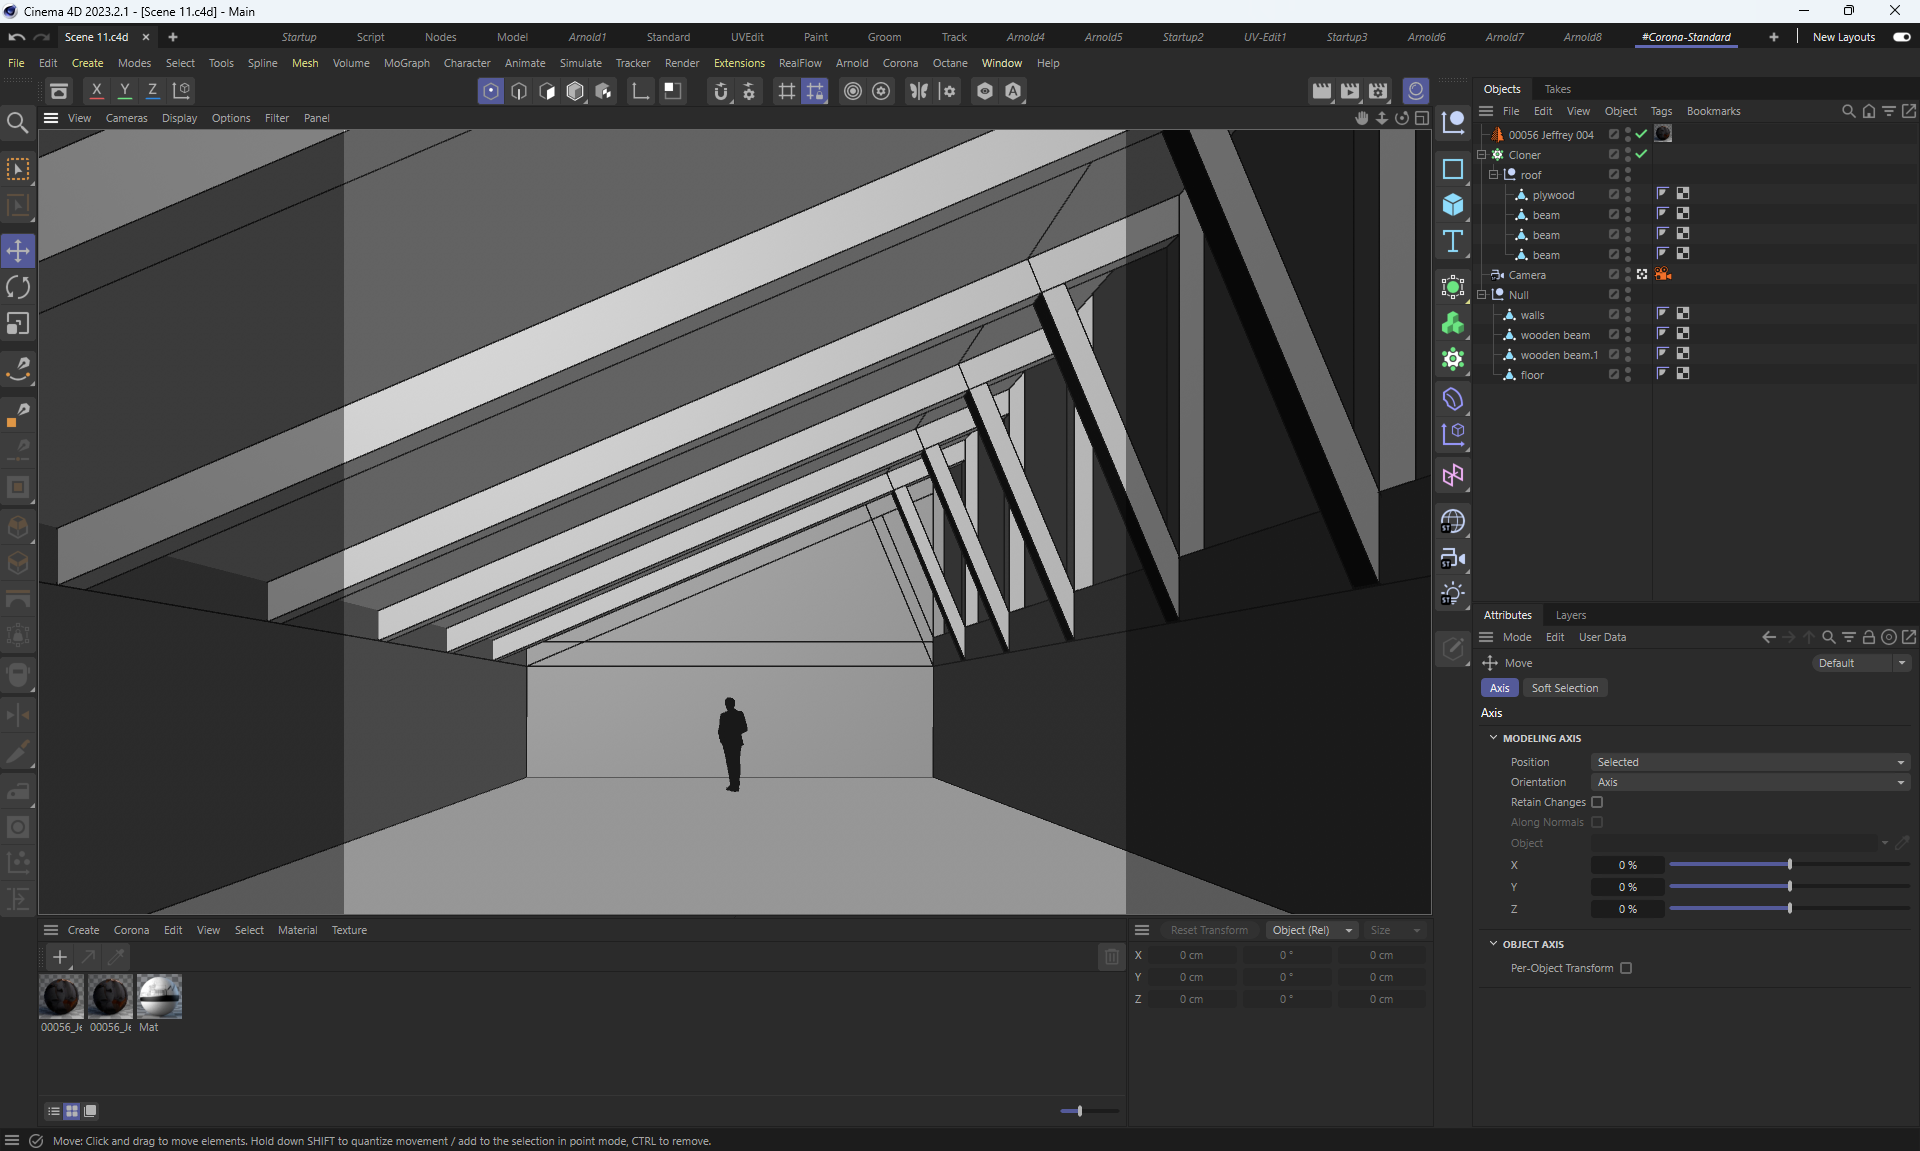 Cinema 4D 2023.2.1 - [Scene 11.c4d] - Main
Scene 11.c4d Startup Script Nodes Model Arnold1 Standard UVEdit Paint Groom Track Arnold4 Arnold5 Startup2 UV-Edit1 Startup3 Arnold6 Arnold7 Arnold8 #Corona-Standard New Layouts
File Edit Create Modes Select Tools Spline Mesh Volume MoGraph Character Animate Simulate Tracker Render Extensions RealFlow Arnold Corona Octane Window Help
X Y Z
View Cameras Display Options Filter Panel
Objects Takes
File Edit View Object Tags Bookmarks
00056 Jeffrey 004
Cloner
roof
plywood
beam
beam
beam
Camera
Null
walls
wooden beam
wooden beam.1
floor
ST
ST
ST
Attributes Layers
Mode Edit User Data
Move Default
Axis Soft Selection
Axis
MODELING AXIS
Position Selected
Orientation Axis
Retain Changes
Along Normals
Object
X 0 %
Y 0 %
Z 0 %
OBJECT AXIS
Per-Object Transform
Create Corona Edit View Select Material Texture
00056_Je 00056_Je Mat
Reset Transform Object (Rel) Size
X 0 cm 0 ° 0 cm
Y 0 cm 0 ° 0 cm
Z 0 cm 0 ° 0 cm
Move: Click and drag to move elements. Hold down SHIFT to quantize movement / add to the selection in point mode, CTRL to remove.